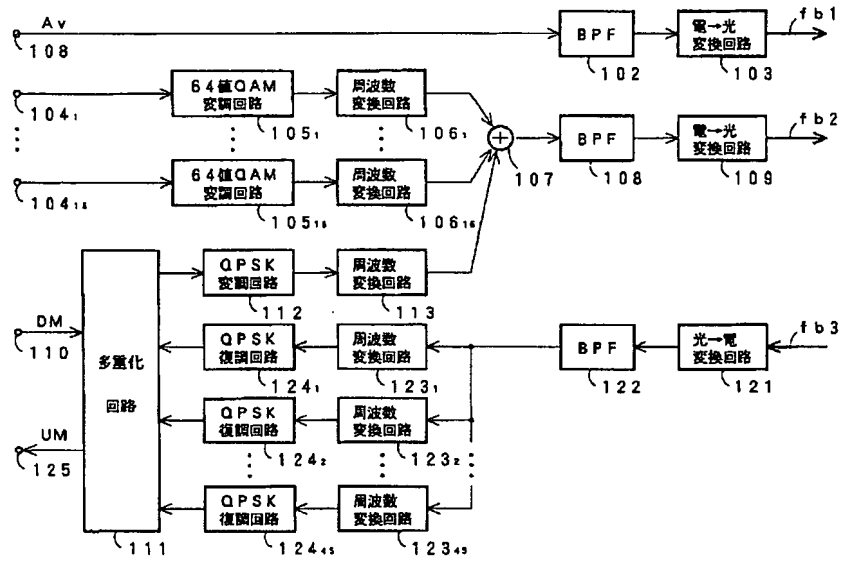 Av
108
BPF
102
電→光
変換回路
103
fb1
104₁
64値QAM
変調回路
105₁
周波数
変換回路
106₁
107
BPF
108
電→光
変換回路
109
fb2
104₁₆
64値QAM
変調回路
105₁₆
周波数
変換回路
106₁₆
QPSK
変調回路
112
周波数
変換回路
113
DM
110
多重化
回路
111
QPSK
復調回路
124₁
周波数
変換回路
123₁
BPF
122
光→電
変換回路
121
fb3
QPSK
復調回路
124₂
周波数
変換回路
123₂
UM
125
QPSK
復調回路
124₄₅
周波数
変換回路
123₄₅